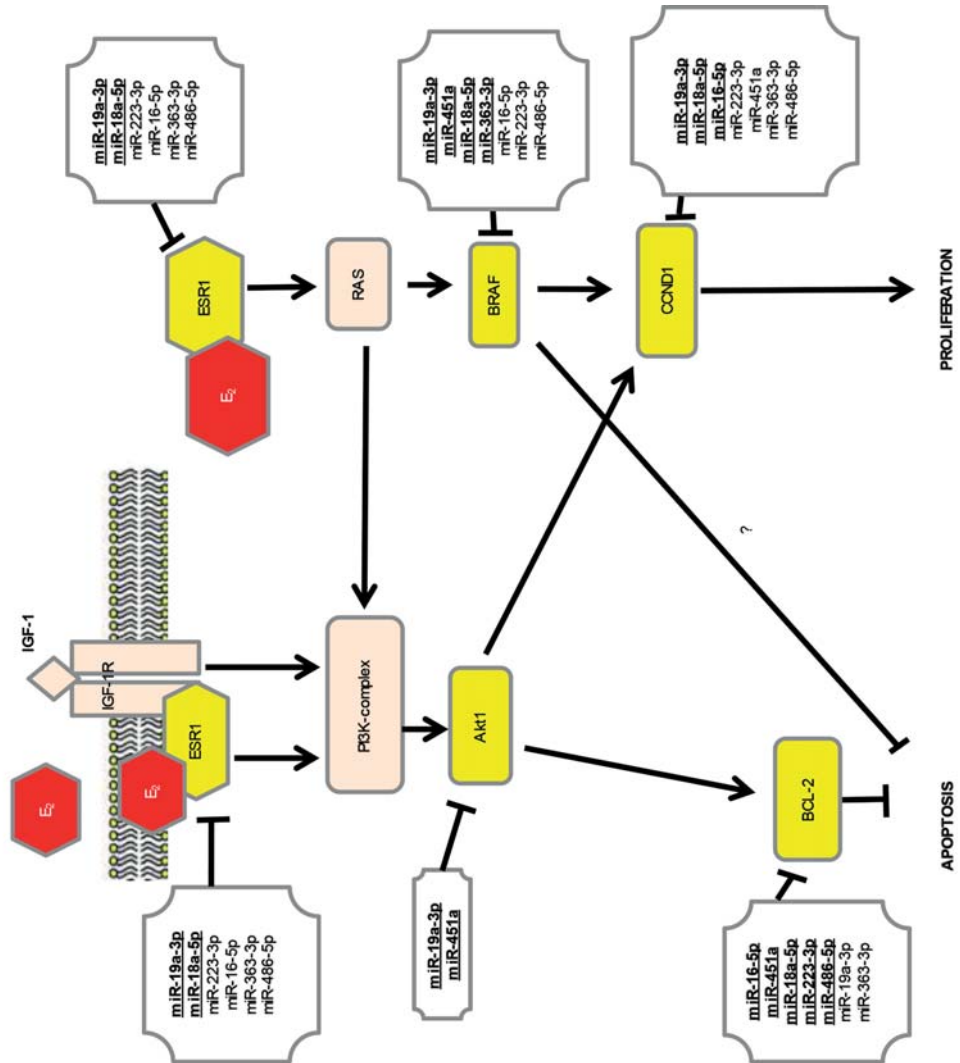 IGF-1
IGF-1R
E₂
E₂
ESR1
miR-19a-3p
miR-18a-5p
miR-223-3p
miR-16-5p
miR-363-3p
miR-486-5p
E₂
ESR1
miR-19a-3p
miR-18a-5p
miR-223-3p
miR-16-5p
miR-363-3p
miR-486-5p
PI3K-complex
RAS
miR-19a-3p
miR-451a
Akt1
BRAF
miR-19a-3p
miR-451a
miR-18a-5p
miR-363-3p
miR-16-5p
miR-223-3p
miR-486-5p
CCND1
miR-19a-3p
miR-18a-5p
miR-16-5p
miR-223-3p
miR-451a
miR-363-3p
miR-486-5p
?
miR-16-5p
miR-451a
miR-18a-5p
miR-223-3p
miR-486-5p
miR-19a-3p
miR-363-3p
BCL-2
APOPTOSIS
PROLIFERATION